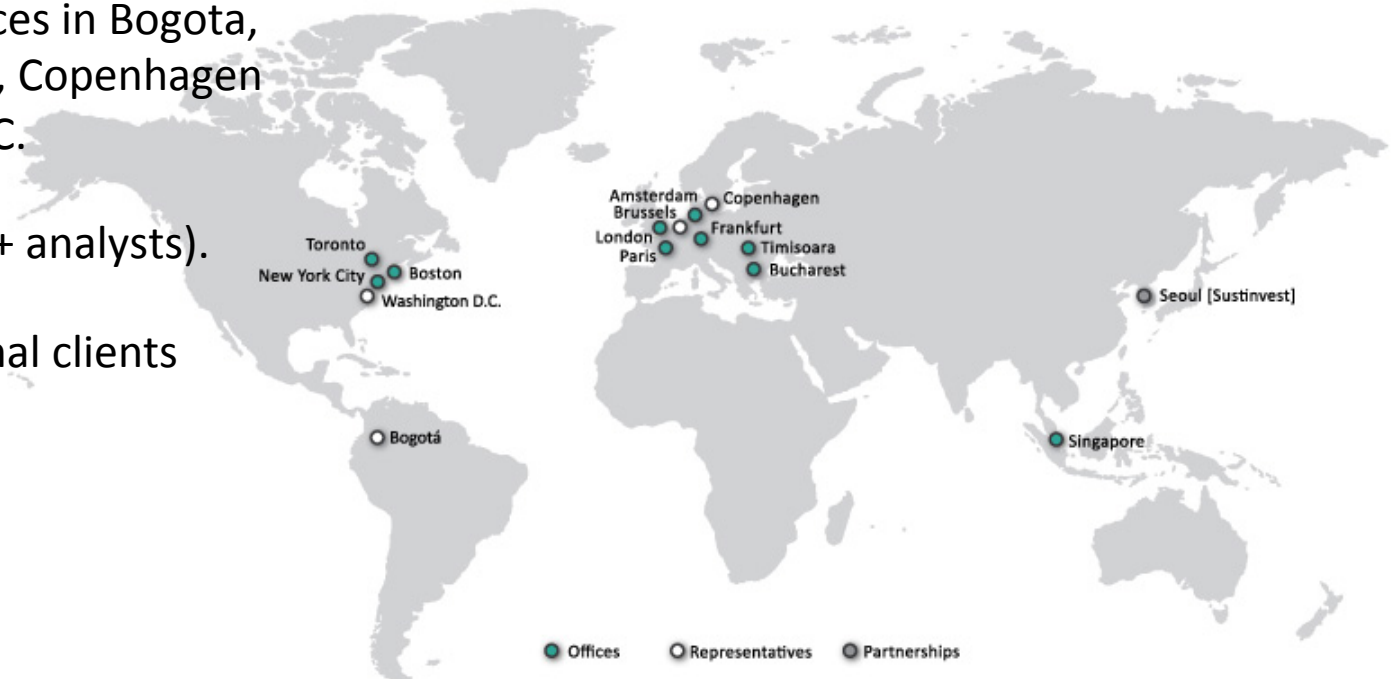 ces in Bogota,
, Copenhagen
C.
+ analysts).
nal clients
Amsterdam
Copenhagen
Brussels
Frankfurt
London
Timisoara
Paris
Bucharest
Toronto
New York City
Boston
Washington D.C.
Seoul [Sustinvest]
Bogotá
Singapore
Offices
Representatives
Partnerships